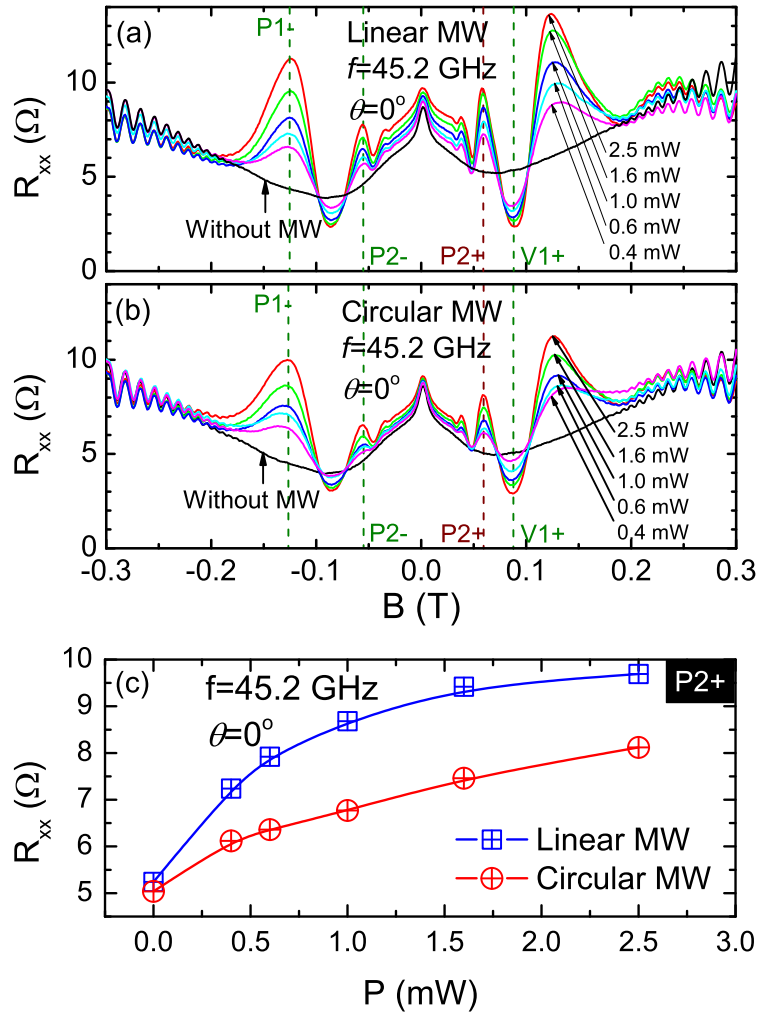 (a)
P1-
Linear MW
f=45.2 GHz
θ=0°
15
10
5
0
Rxx (Ω)
2.5 mW
1.6 mW
1.0 mW
0.6 mW
0.4 mW
Without MW
P2-
P2+
V1+
(b)
P1-
Circular MW
f=45.2 GHz
θ=0°
10
5
0
Rxx (Ω)
2.5 mW
1.6 mW
1.0 mW
0.6 mW
0.4 mW
Without MW
P2-
P2+
V1+
-0.3 -0.2 -0.1 0.0 0.1 0.2 0.3
B (T)
(c)
f=45.2 GHz
θ=0°
P2+
10
9
8
7
6
5
Rxx (Ω)
Linear MW
Circular MW
0.0 0.5 1.0 1.5 2.0 2.5 3.0
P (mW)